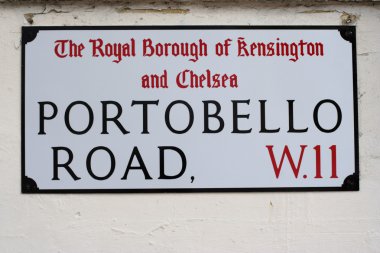 The Royal Borough of Kensington
and Chelsea
PORTOBELLO
ROAD, W.11